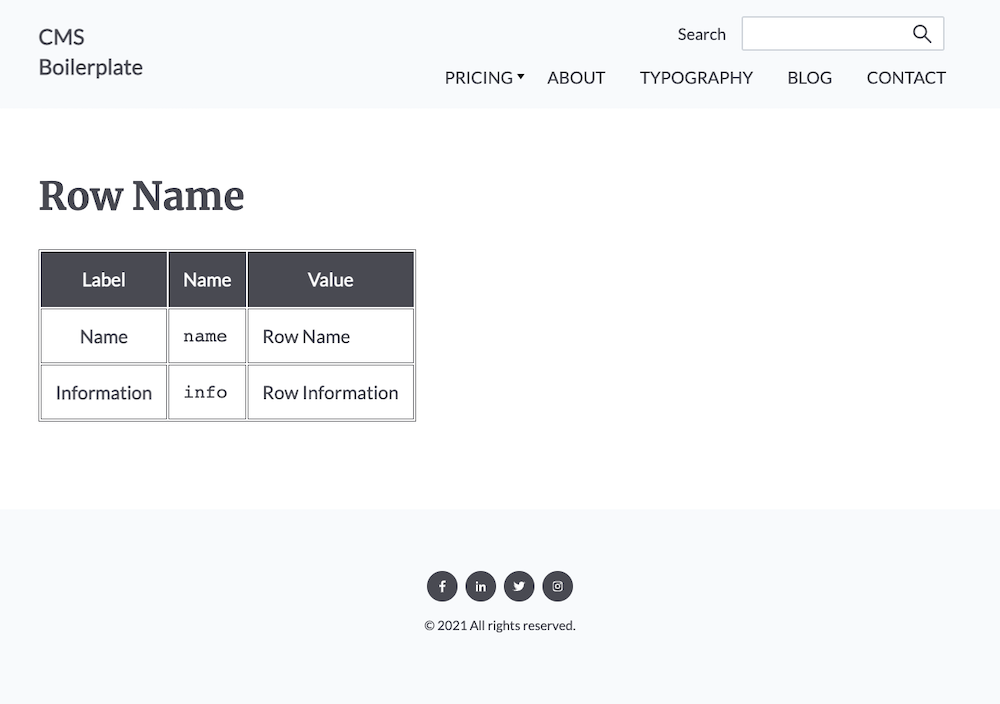 CMS
Boilerplate
Search
PRICING ABOUT TYPOGRAPHY BLOG CONTACT
Row Name
Label Name Value
Name name Row Name
Information info Row Information
© 2021 All rights reserved.